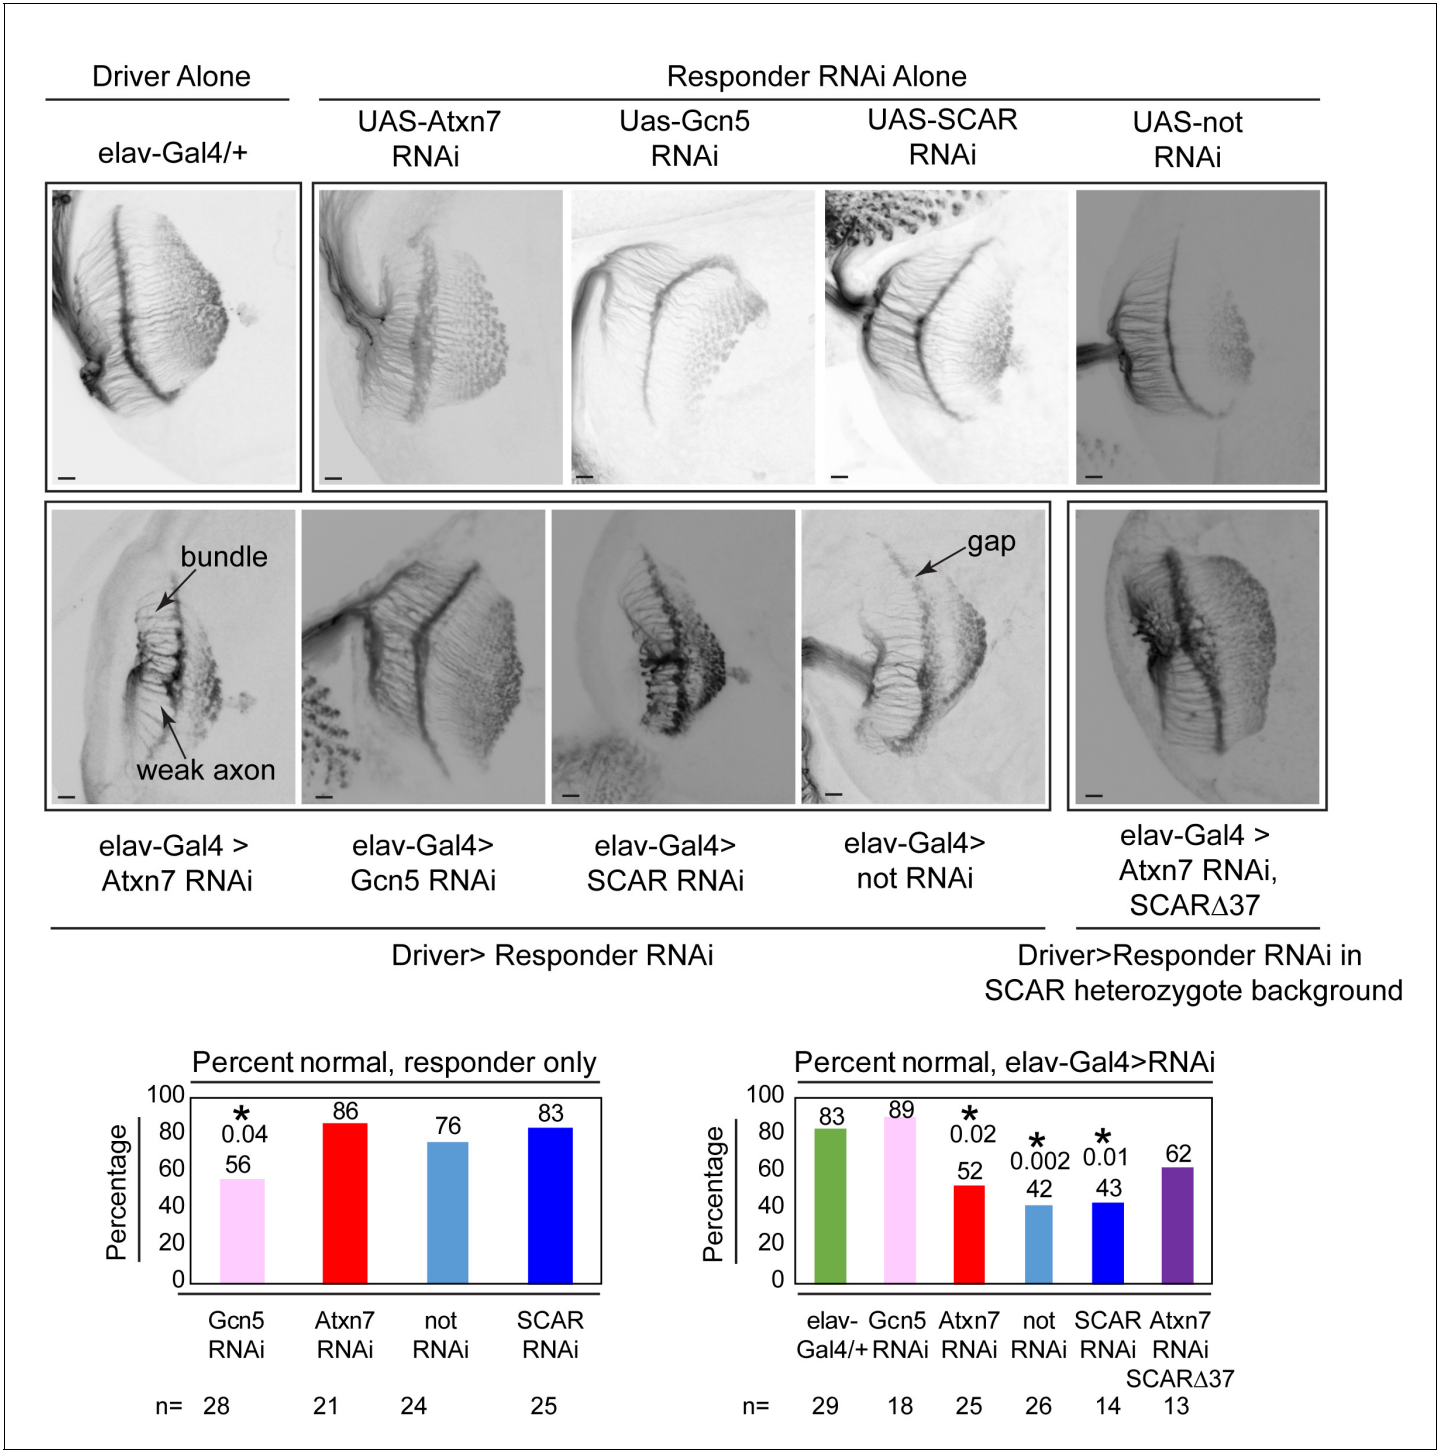 Driver Alone
Responder RNAi Alone
elav-Gal4/+
UAS-Atxn7
RNAi
Uas-Gcn5
RNAi
UAS-SCAR
RNAi
UAS-not
RNAi
bundle
weak axon
gap
elav-Gal4 >
Atxn7 RNAi
elav-Gal4>
Gcn5 RNAi
elav-Gal4>
SCAR RNAi
elav-Gal4>
not RNAi
elav-Gal4 >
Atxn7 RNAi,
SCARΔ37
Driver> Responder RNAi
Driver>Responder RNAi in
SCAR heterozygote background
Percent normal, responder only
Percentage
100
80
60
40
20
0
*
0.04
56
86
76
83
Gcn5
RNAi
Atxn7
RNAi
not
RNAi
SCAR
RNAi
n= 28 21 24 25
Percent normal, elav-Gal4>RNAi
Percentage
100
80
60
40
20
0
83
89
*
0.02
52
*
0.002
42
*
0.01
43
62
elav-
Gal4/+
Gcn5
RNAi
Atxn7
RNAi
not
RNAi
SCAR
RNAi
Atxn7
RNAi
SCARΔ37
n= 29 18 25 26 14 13